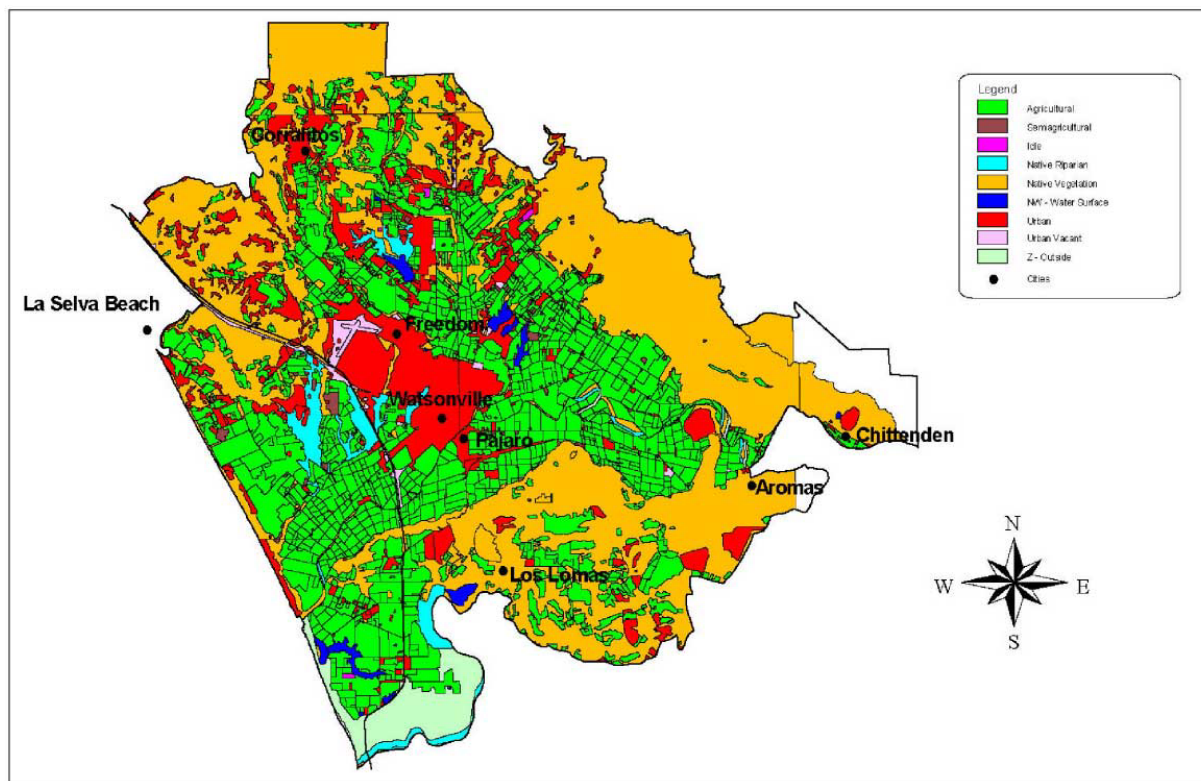 Legend
Agricultural
Semiagricultural
Idle
Native Riparian
Native Vegetation
NW - Water Surface
Urban
Urban Vacant
Z - Outside
Cities
Corralitos
La Selva Beach
Freedom
Watsonville
Pajaro
Chittenden
Aromas
Los Lomas
N
W E
S